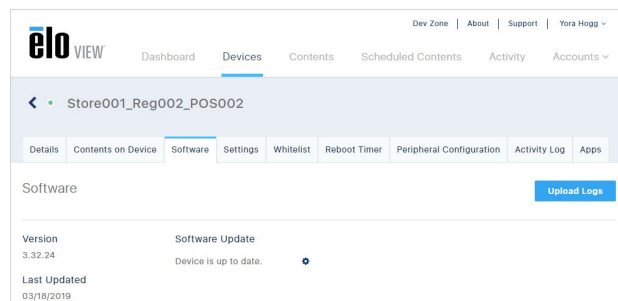 Dev Zone | About | Support | Yora Hogg
ēlo VIEW Dashboard Devices Contents Scheduled Contents Activity Accounts
Store001_Reg002_POS002
Details Contents on Device Software Settings Whitelist Reboot Timer Peripheral Configuration Activity Log Apps
Software Upload Logs
Version Software Update
3.32.24 Device is up to date.
Last Updated
03/18/2019